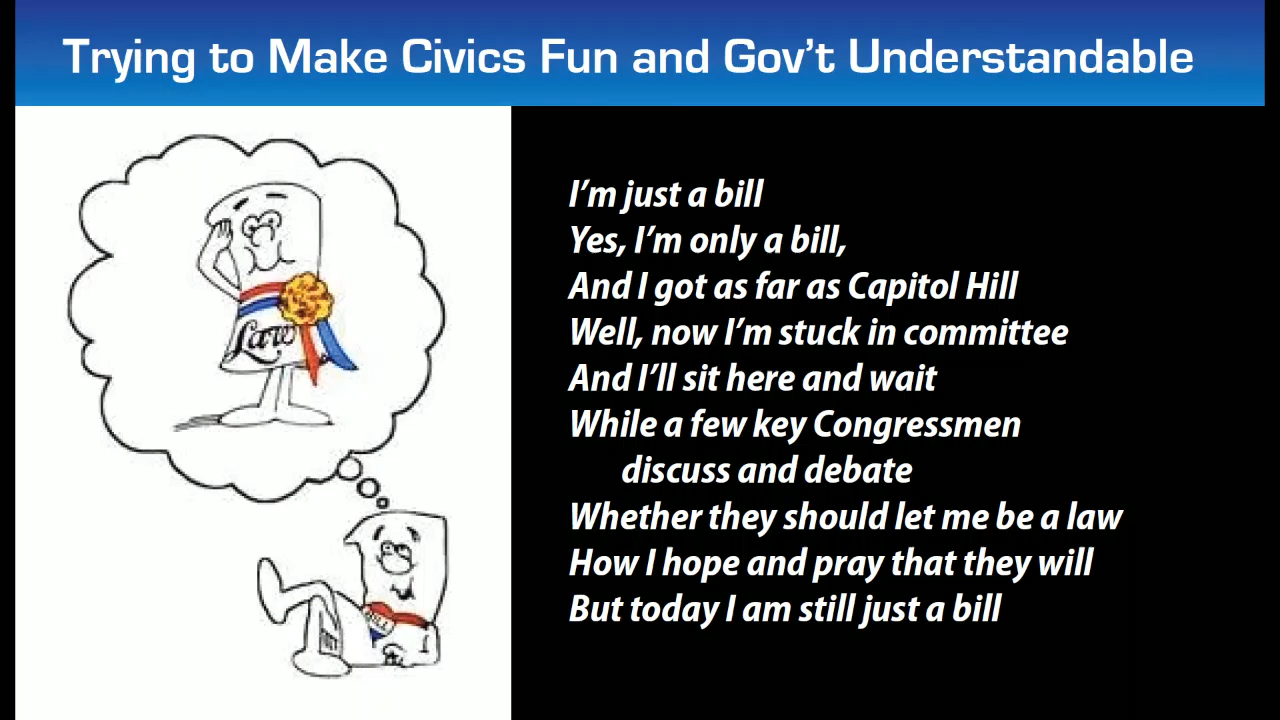 Trying to Make Civics Fun and Gov’t Understandable
Law
BILL
I’m just a bill
Yes, I’m only a bill,
And I got as far as Capitol Hill
Well, now I’m stuck in committee
And I’ll sit here and wait
While a few key Congressmen
discuss and debate
Whether they should let me be a law
How I hope and pray that they will
But today I am still just a bill